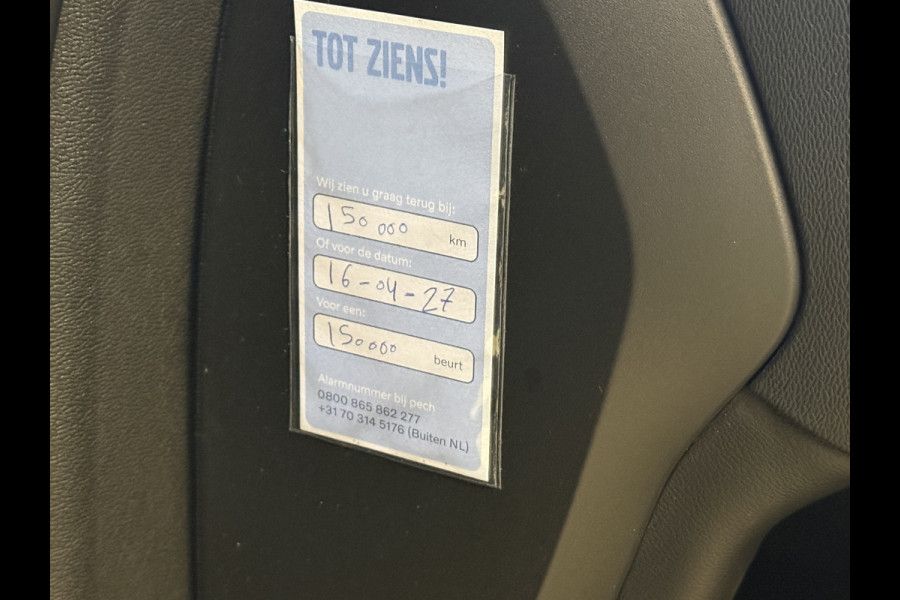 TOT ZIENS!
Wij zien u graag terug bij:
150 000 km
Of voor de datum:
16-04-27
Voor een:
150000 beurt
Alarmnummer bij pech
0800 865 862 277
+31 70 314 5176 (Buiten NL)